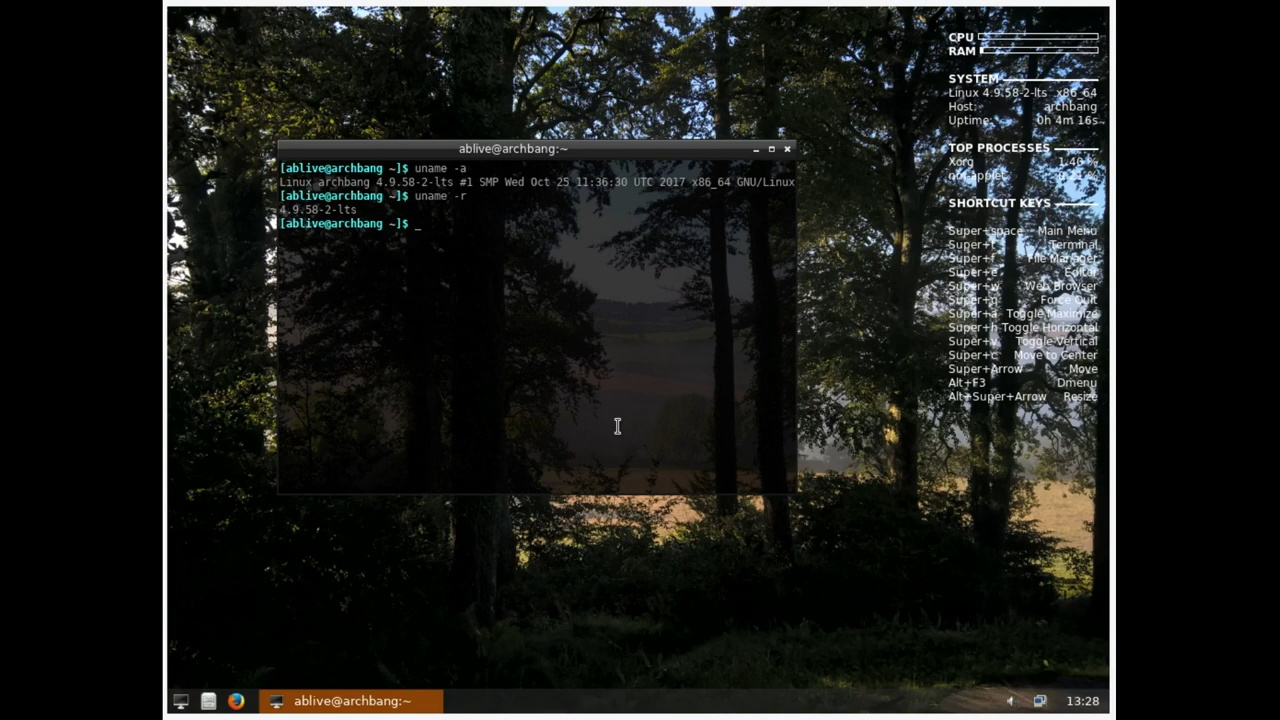 ablive@archbang:~
[ablive@archbang ~]$ uname -a
Linux archbang 4.9.58-2-lts #1 SMP Wed Oct 25 11:36:30 UTC 2017 x86_64 GNU/Linux
[ablive@archbang ~]$ uname -r
4.9.58-2-lts
[ablive@archbang ~]$ _
CPU
RAM
SYSTEM
Linux 4.9.58-2-lts x86_64
Host: archbang
Uptime: 0h 4m 16s
TOP PROCESSES
Xorg 1.40 %
nm-applet
SHORTCUT KEYS
Super+space Main Menu
Super+t Terminal
Super+f File Manager
Super+e Editor
Super+w Web Browser
Super+q Force Quit
Super+a Toggle Maximize
Super+h Toggle Horizontal
Super+v Toggle Vertical
Super+c Move to Center
Super+Arrow Move
Alt+F3 Dmenu
Alt+Super+Arrow Resize
ablive@archbang:~
13:28